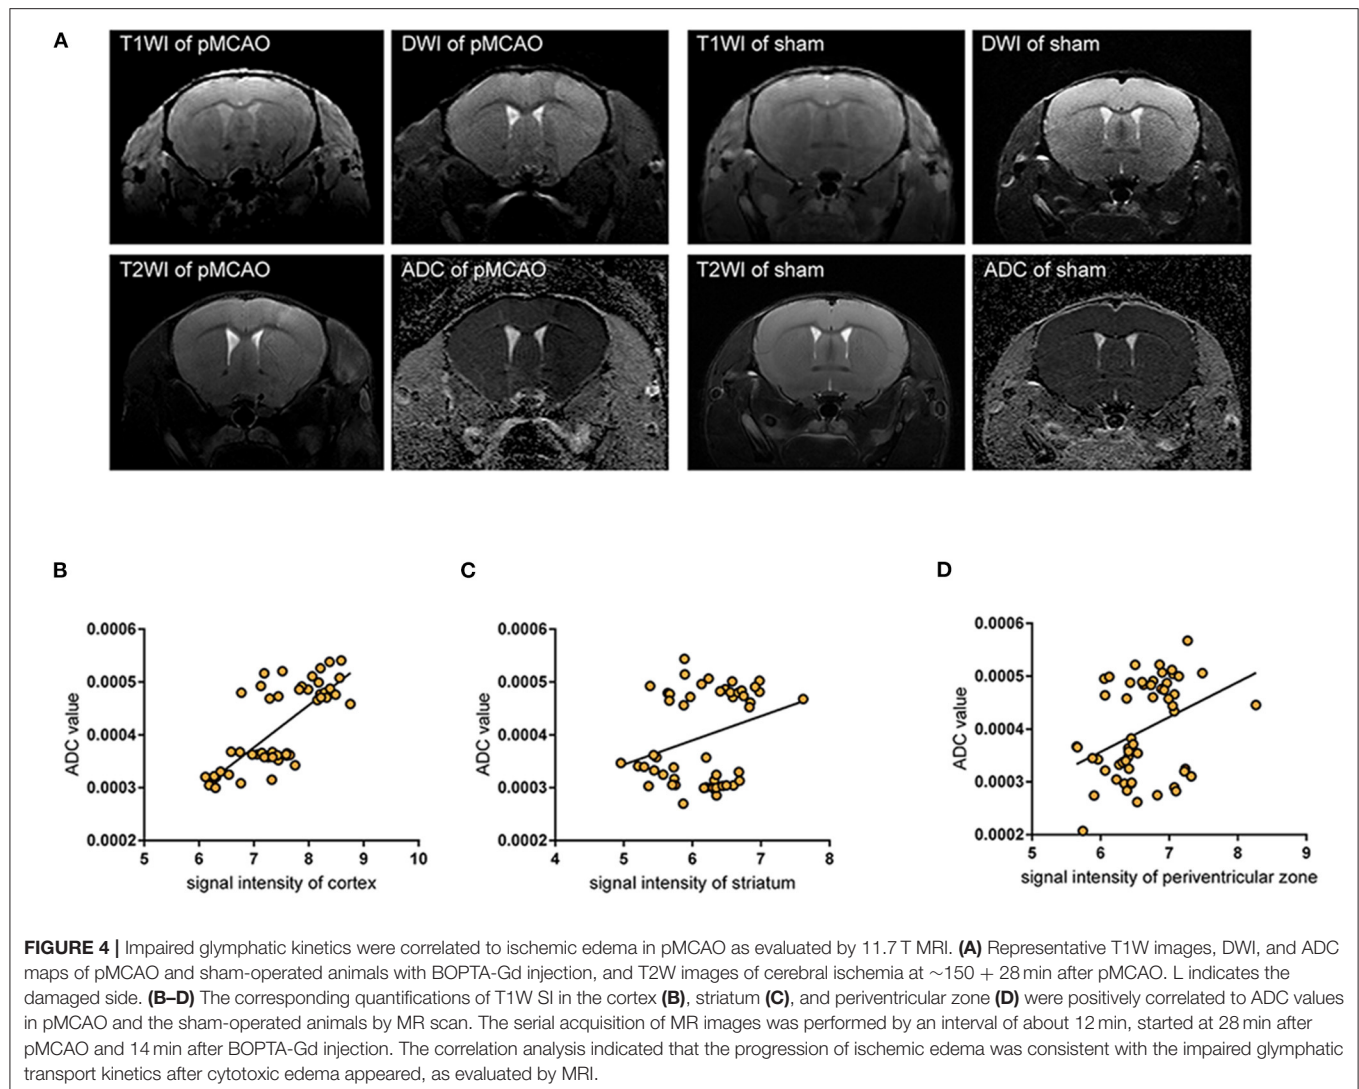 A
T1WI of pMCAO
DWI of pMCAO
T1WI of sham
DWI of sham
T2WI of pMCAO
ADC of pMCAO
T2WI of sham
ADC of sham
B
ADC value
0.0006
0.0005
0.0004
0.0003
0.0002
5 6 7 8 9 10
signal intensity of cortex
C
ADC value
0.0006
0.0005
0.0004
0.0003
0.0002
4 5 6 7 8
signal intensity of striatum
D
ADC value
0.0006
0.0005
0.0004
0.0003
0.0002
5 6 7 8 9
signal intensity of periventricular zone
FIGURE 4 | Impaired glymphatic kinetics were correlated to ischemic edema in pMCAO as evaluated by 11.7 T MRI. (A) Representative T1W images, DWI, and ADC
maps of pMCAO and sham-operated animals with BOPTA-Gd injection, and T2W images of cerebral ischemia at ~150 + 28 min after pMCAO. L indicates the
damaged side. (B–D) The corresponding quantifications of T1W SI in the cortex (B), striatum (C), and periventricular zone (D) were positively correlated to ADC values
in pMCAO and the sham-operated animals by MR scan. The serial acquisition of MR images was performed by an interval of about 12 min, started at 28 min after
pMCAO and 14 min after BOPTA-Gd injection. The correlation analysis indicated that the progression of ischemic edema was consistent with the impaired glymphatic
transport kinetics after cytotoxic edema appeared, as evaluated by MRI.